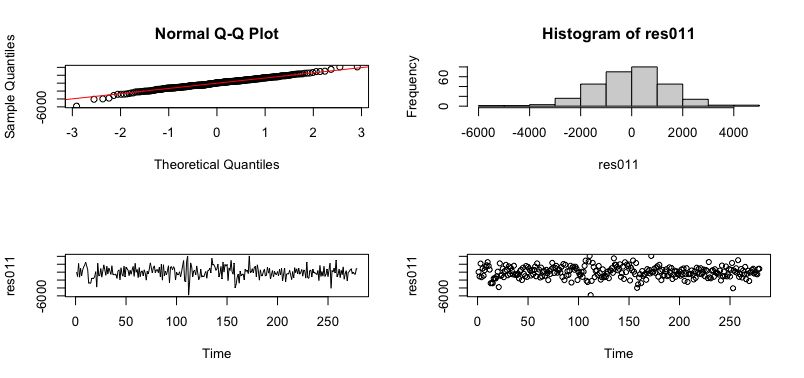 Normal Q-Q Plot
Sample Quantiles
-6000
-3 -2 -1 0 1 2 3
Theoretical Quantiles
Histogram of res011
Frequency
0 60
-6000 -4000 -2000 0 2000 4000
res011
res011
-6000
0 50 100 150 200 250
Time
res011
-6000
0 50 100 150 200 250
Time